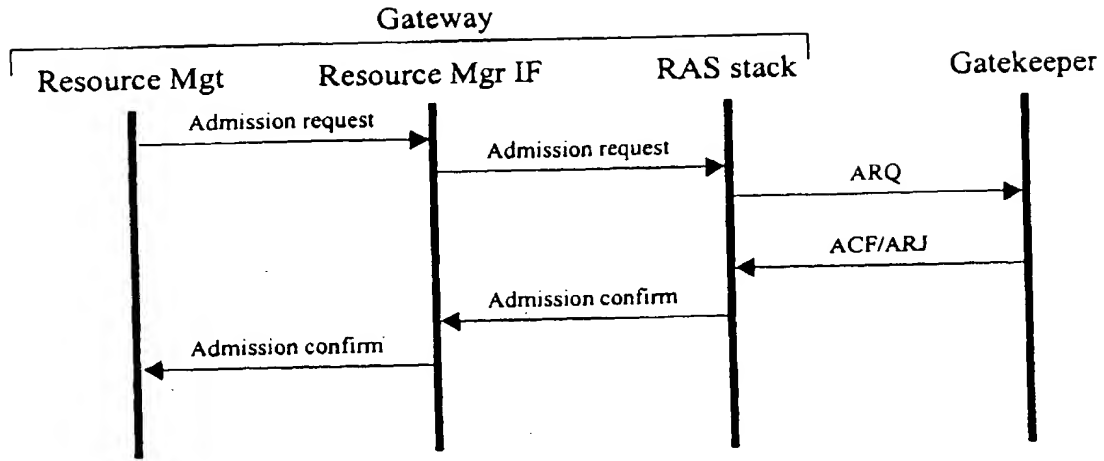 Gateway
Resource Mgt
Resource Mgr IF
RAS stack
Gatekeeper
Admission request
Admission request
ARQ
ACF/ARJ
Admission confirm
Admission confirm